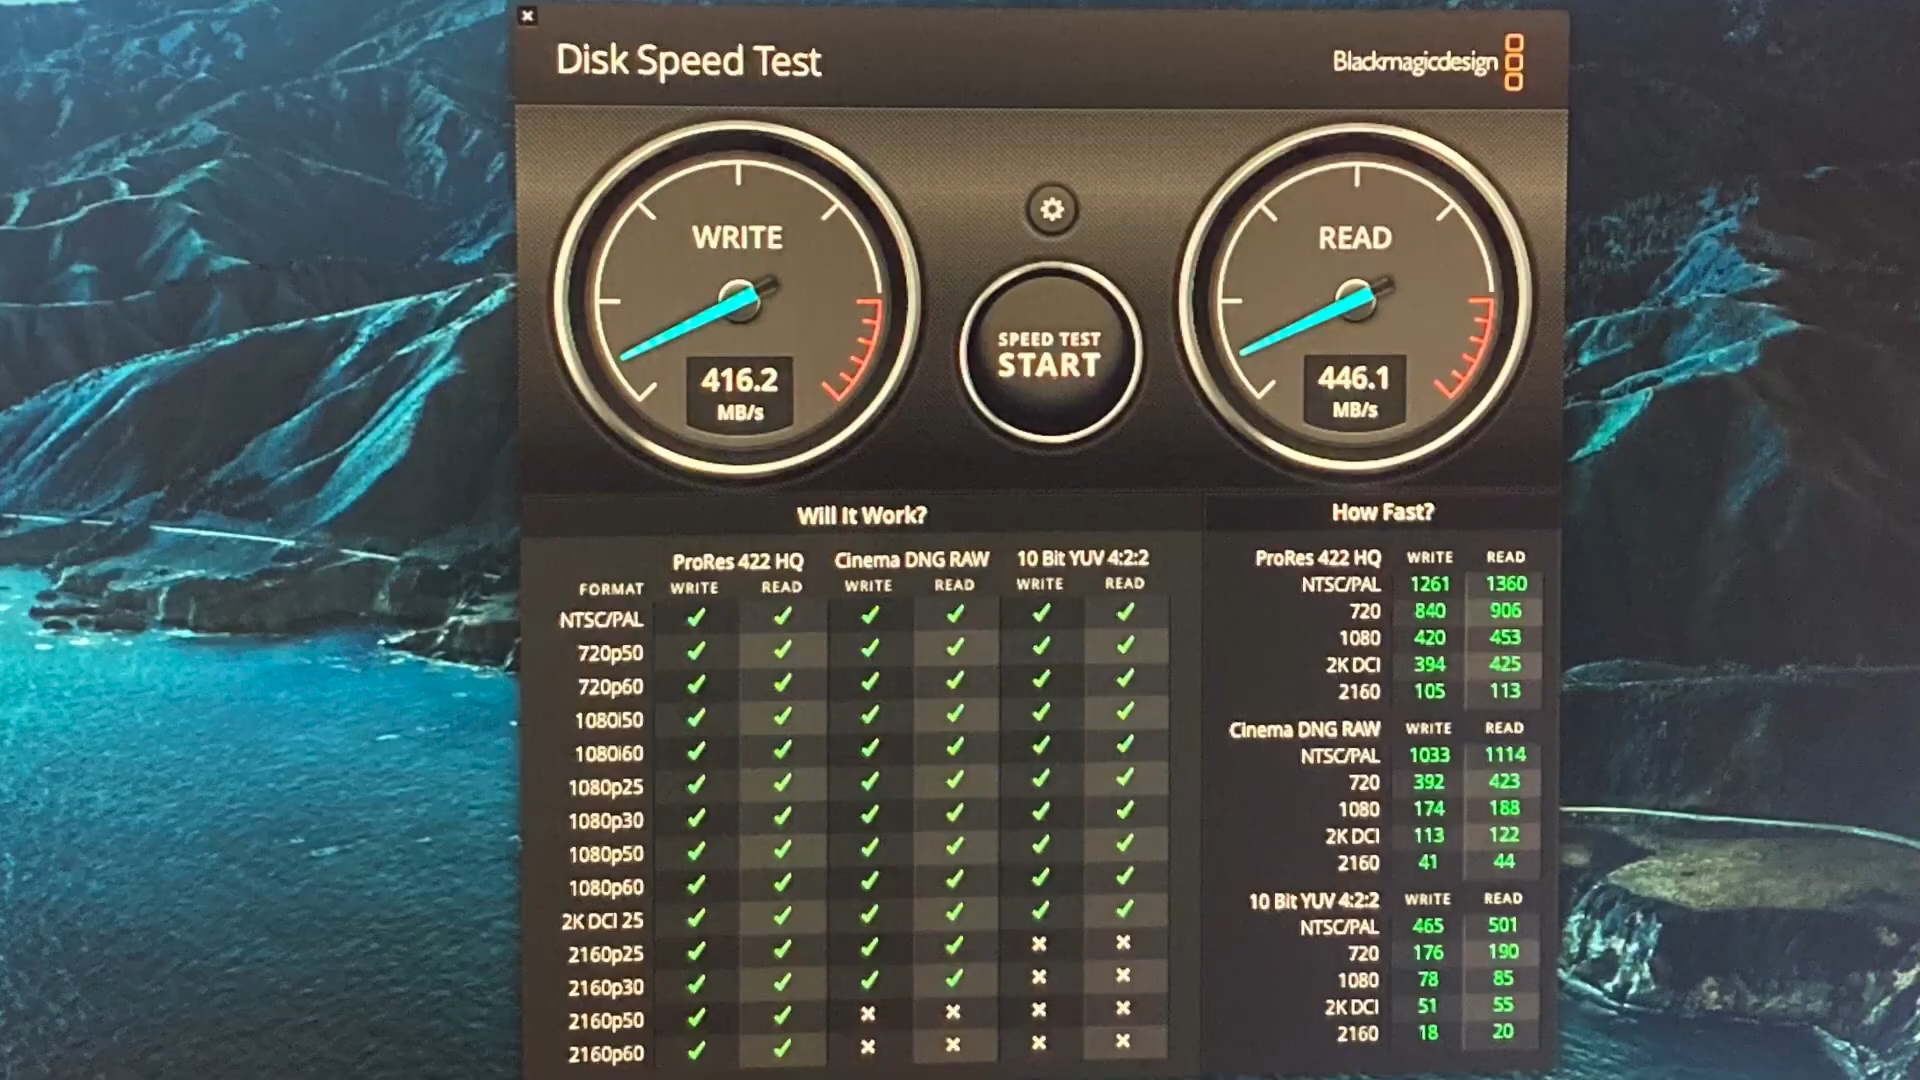 Disk Speed Test
Blackmagicdesign
WRITE
416.2
MB/s
SPEED TEST
START
READ
446.1
MB/s
Will It Work?
ProRes 422 HQ Cinema DNG RAW 10 Bit YUV 4:2:2
FORMAT WRITE READ WRITE READ WRITE READ
NTSC/PAL ✓ ✓ ✓ ✓ ✓ ✓
720p50 ✓ ✓ ✓ ✓ ✓ ✓
720p60 ✓ ✓ ✓ ✓ ✓ ✓
1080i50 ✓ ✓ ✓ ✓ ✓ ✓
1080i60 ✓ ✓ ✓ ✓ ✓ ✓
1080p25 ✓ ✓ ✓ ✓ ✓ ✓
1080p30 ✓ ✓ ✓ ✓ ✓ ✓
1080p50 ✓ ✓ ✓ ✓ ✓ ✓
1080p60 ✓ ✓ ✓ ✓ ✓ ✓
2K DCI 25 ✓ ✓ ✓ ✓ ✓ ✓
2160p25 ✓ ✓ ✓ ✓ × ×
2160p30 ✓ ✓ ✓ ✓ × ×
2160p50 ✓ ✓ × × × ×
2160p60 ✓ ✓ × × × ×
How Fast?
ProRes 422 HQ WRITE READ
NTSC/PAL 1261 1360
720 840 906
1080 420 453
2K DCI 394 425
2160 105 113
Cinema DNG RAW WRITE READ
NTSC/PAL 1033 1114
720 392 423
1080 174 188
2K DCI 113 122
2160 41 44
10 Bit YUV 4:2:2 WRITE READ
NTSC/PAL 465 501
720 176 190
1080 78 85
2K DCI 51 55
2160 18 20